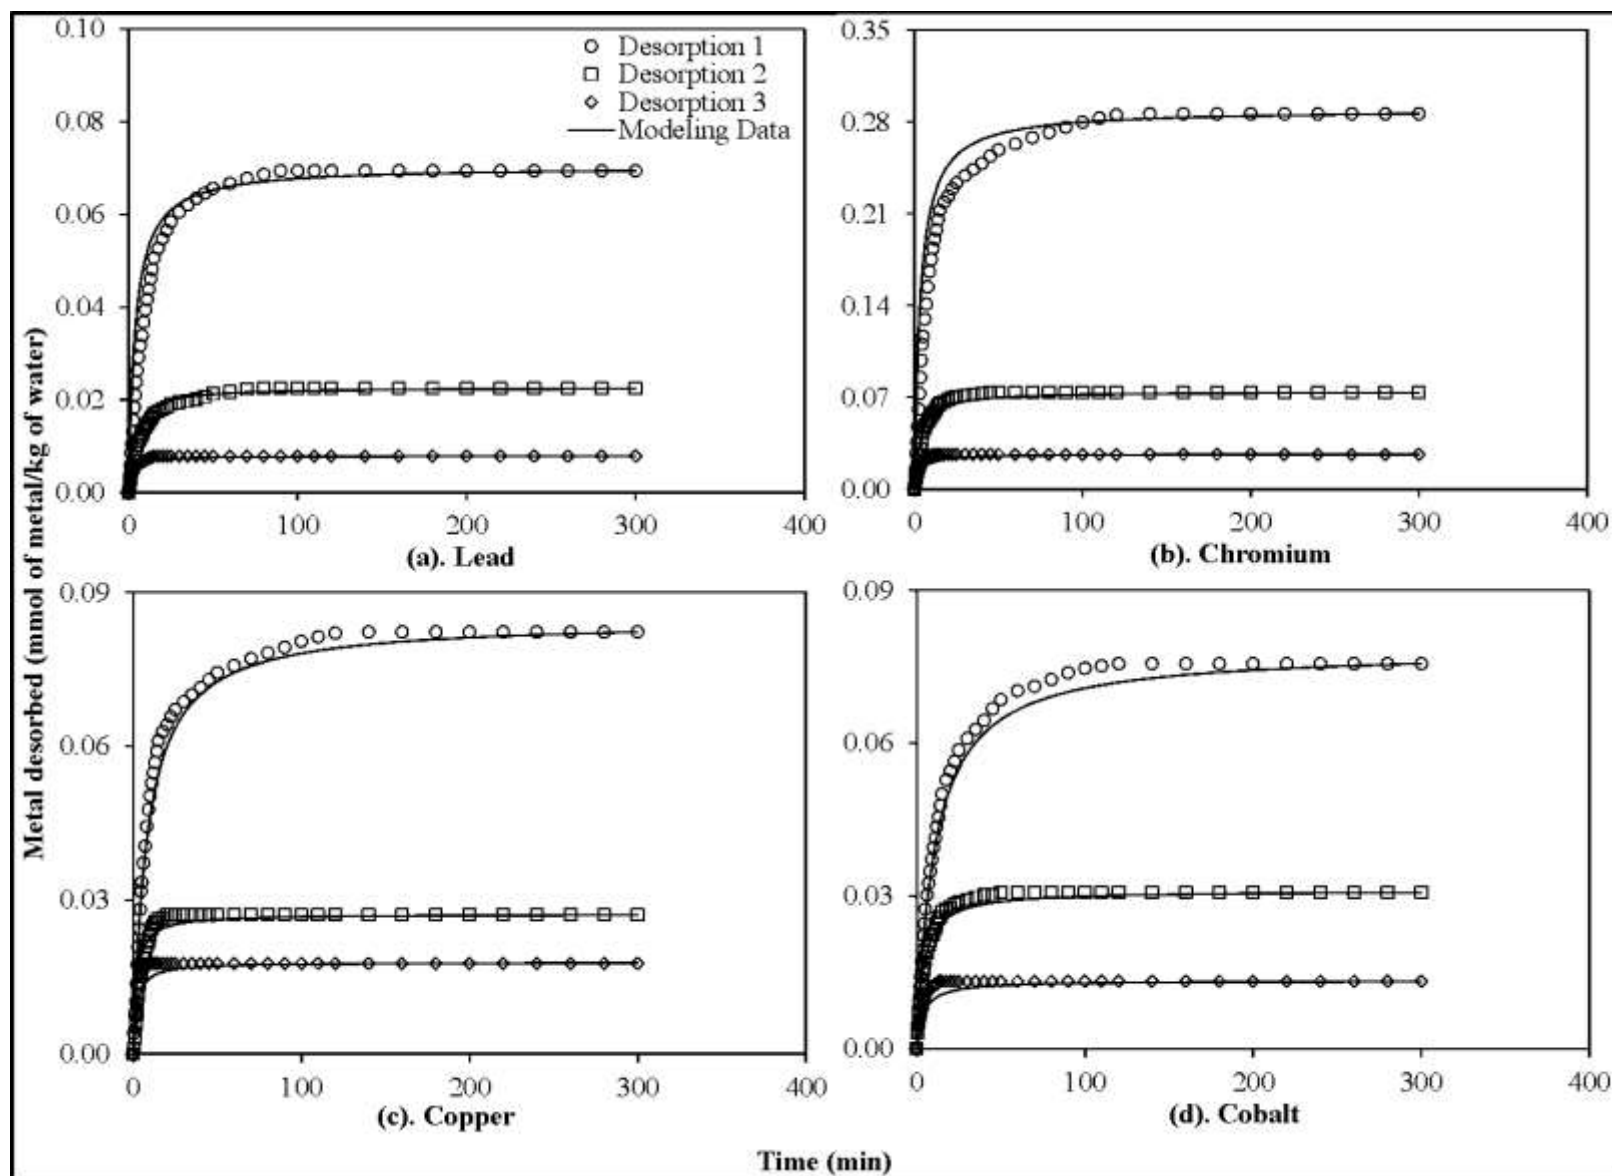 Metal desorbed (mmol of metal/kg of water)
0.10
0.08
0.06
0.04
0.02
0.00
0 100 200 300 400
Desorption 1
Desorption 2
Desorption 3
Modeling Data
(a). Lead
0.35
0.28
0.21
0.14
0.07
0.00
0 100 200 300 400
(b). Chromium
0.09
0.06
0.03
0.00
0 100 200 300 400
(c). Copper
0.09
0.06
0.03
0.00
0 100 200 300 400
(d). Cobalt
Time (min)